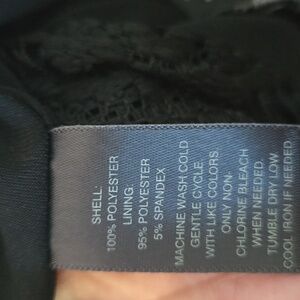 SHELL:
100% POLYESTER
LINING:
95% POLYESTER
5% SPANDEX
MACHINE WASH COLD
GENTLE CYCLE.
WITH LIKE COLORS
ONLY NON-
CHLORINE BLEACH
WHEN NEEDED.
TUMBLE DRY LOW
COOL IRON IF NEEDED